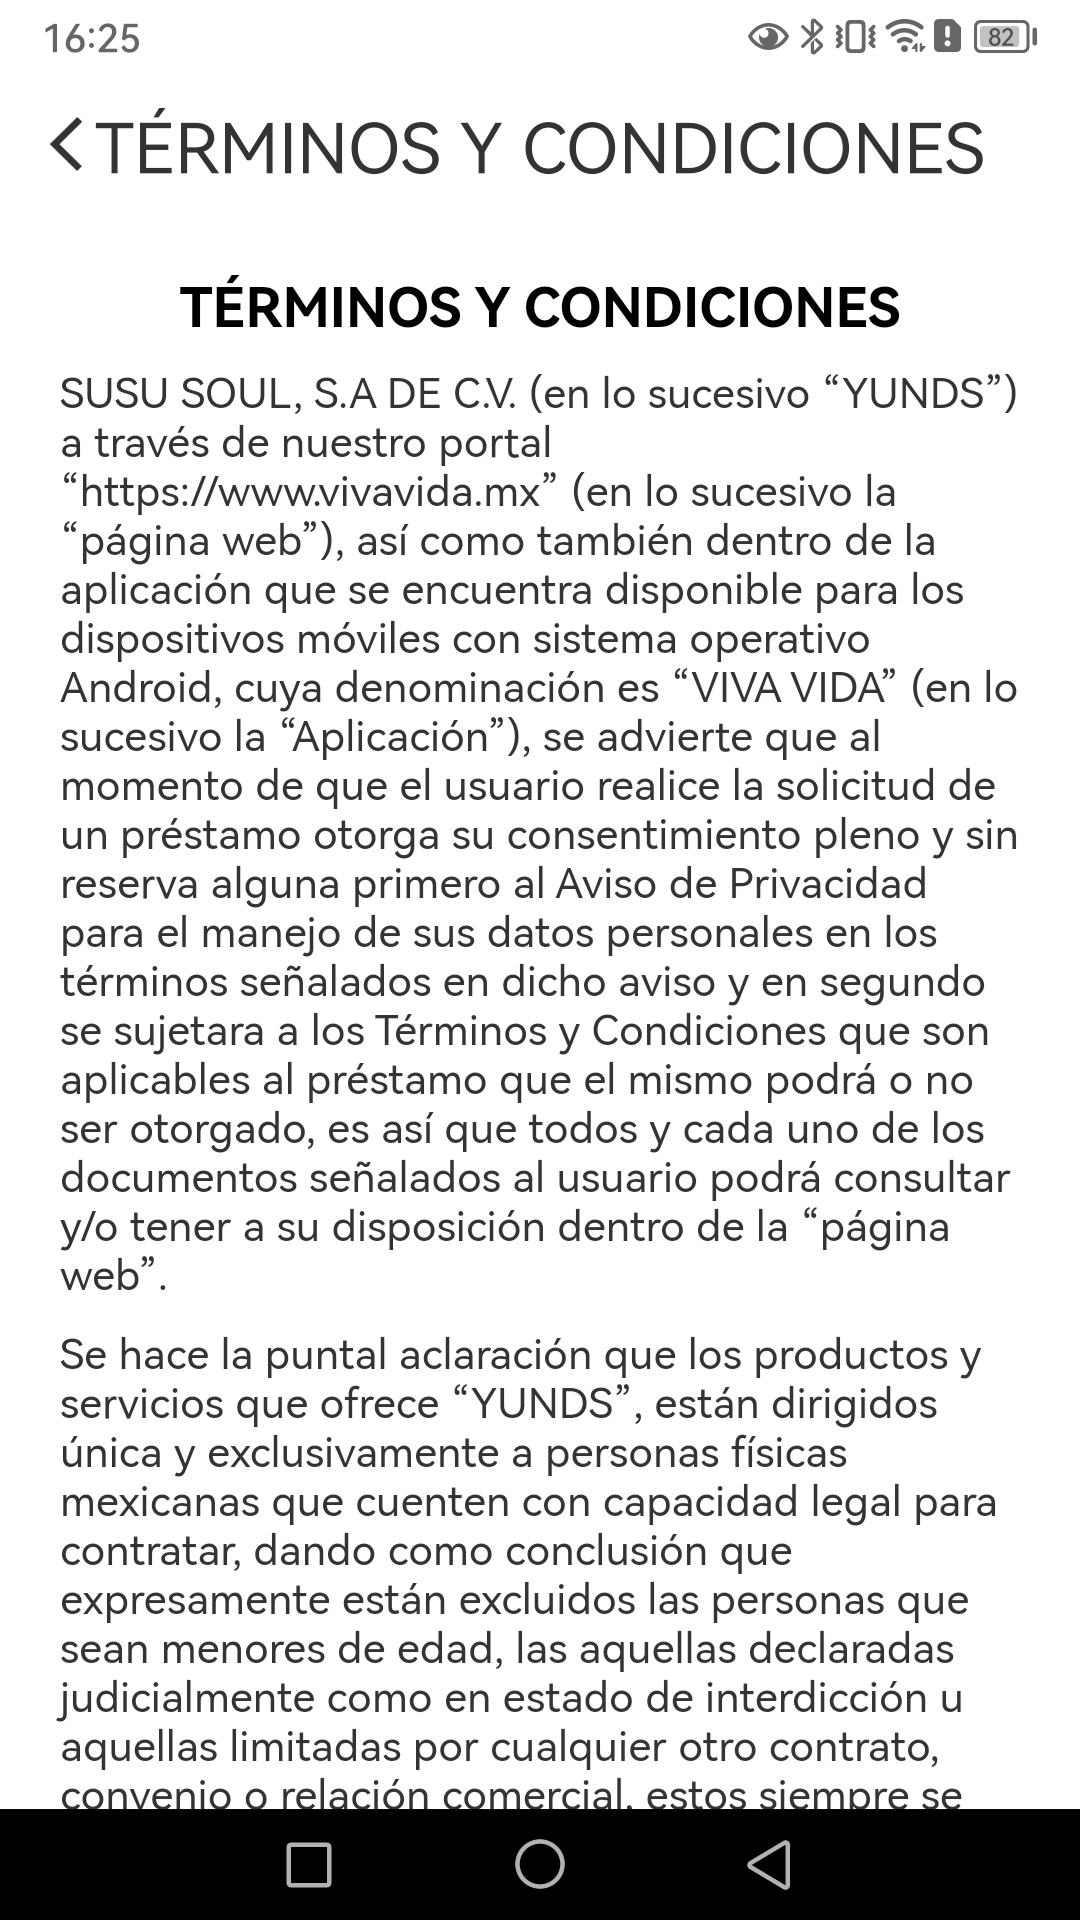 16:25
82
TÉRMINOS Y CONDICIONES
TÉRMINOS Y CONDICIONES
SUSU SOUL, S.A DE C.V. (en lo sucesivo “YUNDS”)
a través de nuestro portal
“https://www.vivavida.mx” (en lo sucesivo la
“página web”), así como también dentro de la
aplicación que se encuentra disponible para los
dispositivos móviles con sistema operativo
Android, cuya denominación es “VIVA VIDA” (en lo
sucesivo la “Aplicación”), se advierte que al
momento de que el usuario realice la solicitud de
un préstamo otorga su consentimiento pleno y sin
reserva alguna primero al Aviso de Privacidad
para el manejo de sus datos personales en los
términos señalados en dicho aviso y en segundo
se sujetara a los Términos y Condiciones que son
aplicables al préstamo que el mismo podrá o no
ser otorgado, es así que todos y cada uno de los
documentos señalados al usuario podrá consultar
y/o tener a su disposición dentro de la “página
web”.
Se hace la puntal aclaración que los productos y
servicios que ofrece “YUNDS”, están dirigidos
única y exclusivamente a personas físicas
mexicanas que cuenten con capacidad legal para
contratar, dando como conclusión que
expresamente están excluidos las personas que
sean menores de edad, las aquellas declaradas
judicialmente como en estado de interdicción u
aquellas limitadas por cualquier otro contrato,
convenio o relación comercial, estos siempre se